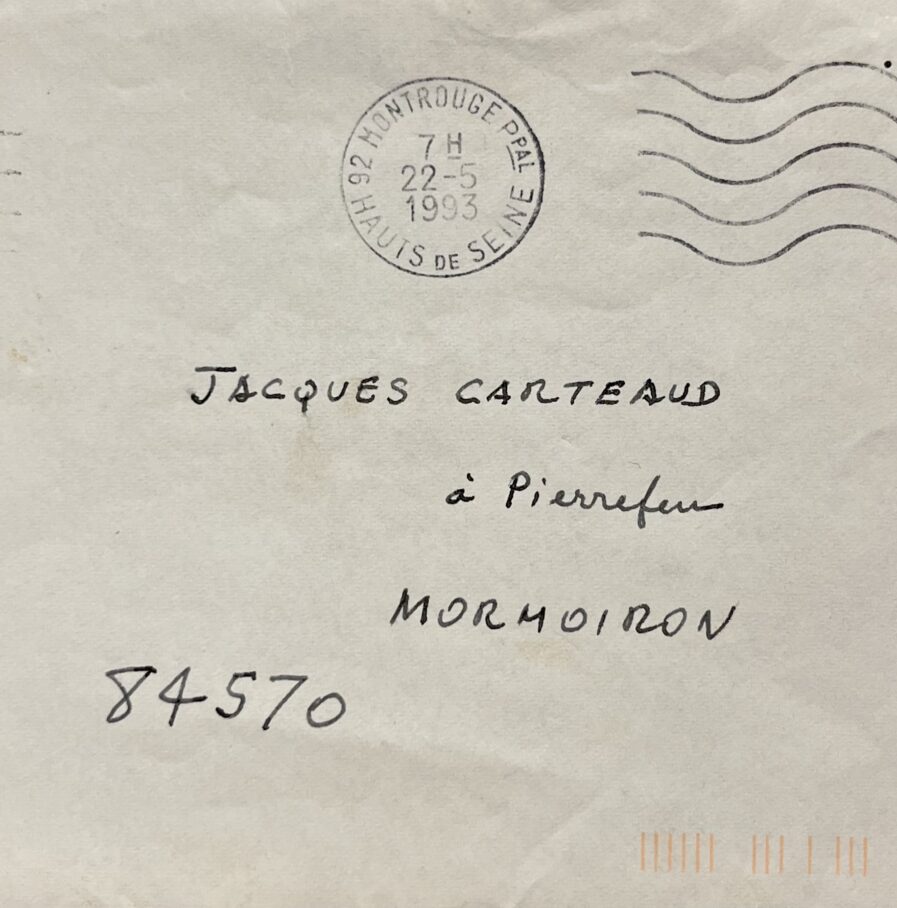 92 MONTROUGE PPAL
7H
22-5
1993
HAUTS DE SEINE
JACQUES CARTEAUD
à Pierrefeu
MORMOIRON
84570